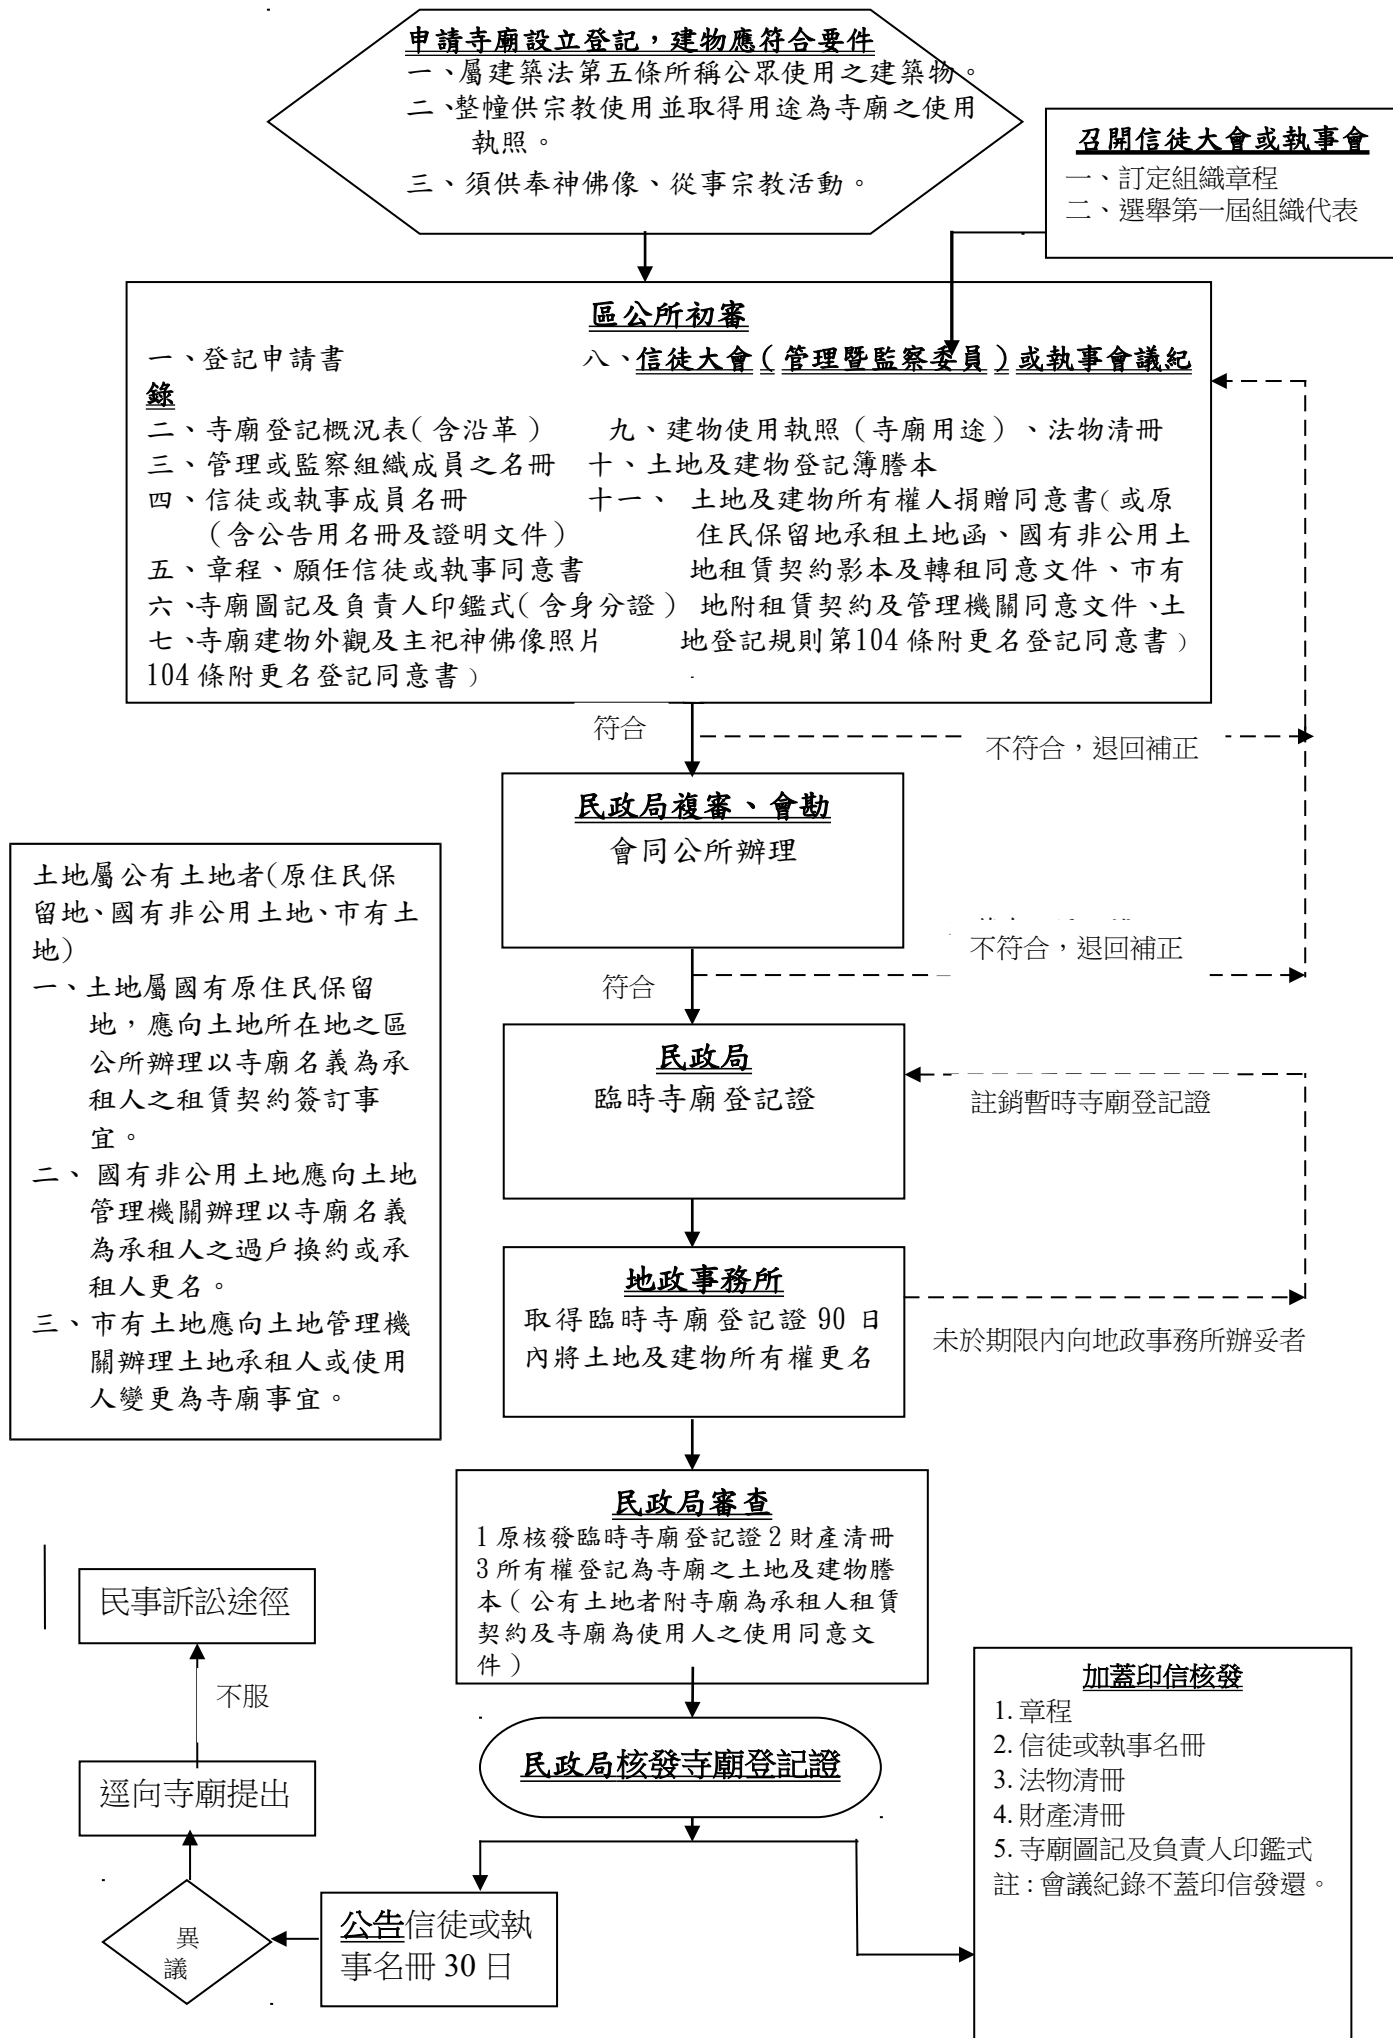 申請寺廟設立登記，建物應符合要件
一、屬建築法第五條所稱公眾使用之建築物。
二、整幢供宗教使用並取得用途為寺廟之使用
執照。
三、須供奉神佛像、從事宗教活動。
召開信徒大會或執事會
一、訂定組織章程
二、選舉第一屆組織代表
區公所初審
一、登記申請書 八、信徒大會（管理暨監察委員）或執事會議紀
錄
二、寺廟登記概況表（含沿革） 九、建物使用執照（寺廟用途）、法物清冊
三、管理或監察組織成員之名冊 十、土地及建物登記簿謄本
四、信徒或執事成員名冊 十一、 土地及建物所有權人捐贈同意書（或原
（含公告用名冊及證明文件） 住民保留地承租土地函、國有非公用土
五、章程、願任信徒或執事同意書 地租賃契約影本及轉租同意文件、市有
六、寺廟圖記及負責人印鑑式（含身分證） 地附租賃契約及管理機關同意文件、土
七、寺廟建物外觀及主祀神佛像照片 地登記規則第104條附更名登記同意書）
104條附更名登記同意書）
符合
不符合，退回補正
民政局複審、會勘
會同公所辦理
不符合，退回補正
符合
土地屬公有土地者(原住民保
留地、國有非公用土地、市有土
地)
一、土地屬國有原住民保留
地，應向土地所在地之區
公所辦理以寺廟名義為承
租人之租賃契約簽訂事
宜。
二、 國有非公用土地應向土地
管理機關辦理以寺廟名義
為承租人之過戶換約或承
租人更名。
三、市有土地應向土地管理機
關辦理土地承租人或使用
人變更為寺廟事宜。
民政局
臨時寺廟登記證
註銷暫時寺廟登記證
地政事務所
取得臨時寺廟登記證 90 日
內將土地及建物所有權更名
未於期限內向地政事務所辦妥者
民政局審查
1 原核發臨時寺廟登記證 2 財產清冊
3 所有權登記為寺廟之土地及建物謄
本（公有土地者附寺廟為承租人租賃
契約及寺廟為使用人之使用同意文
件）
民事訴訟途徑
不服
逕向寺廟提出
異
議
民政局核發寺廟登記證
公告信徒或執
事名冊 30 日
加蓋印信核發
1. 章程
2. 信徒或執事名冊
3. 法物清冊
4. 財產清冊
5. 寺廟圖記及負責人印鑑式
註：會議紀錄不蓋印信發還。